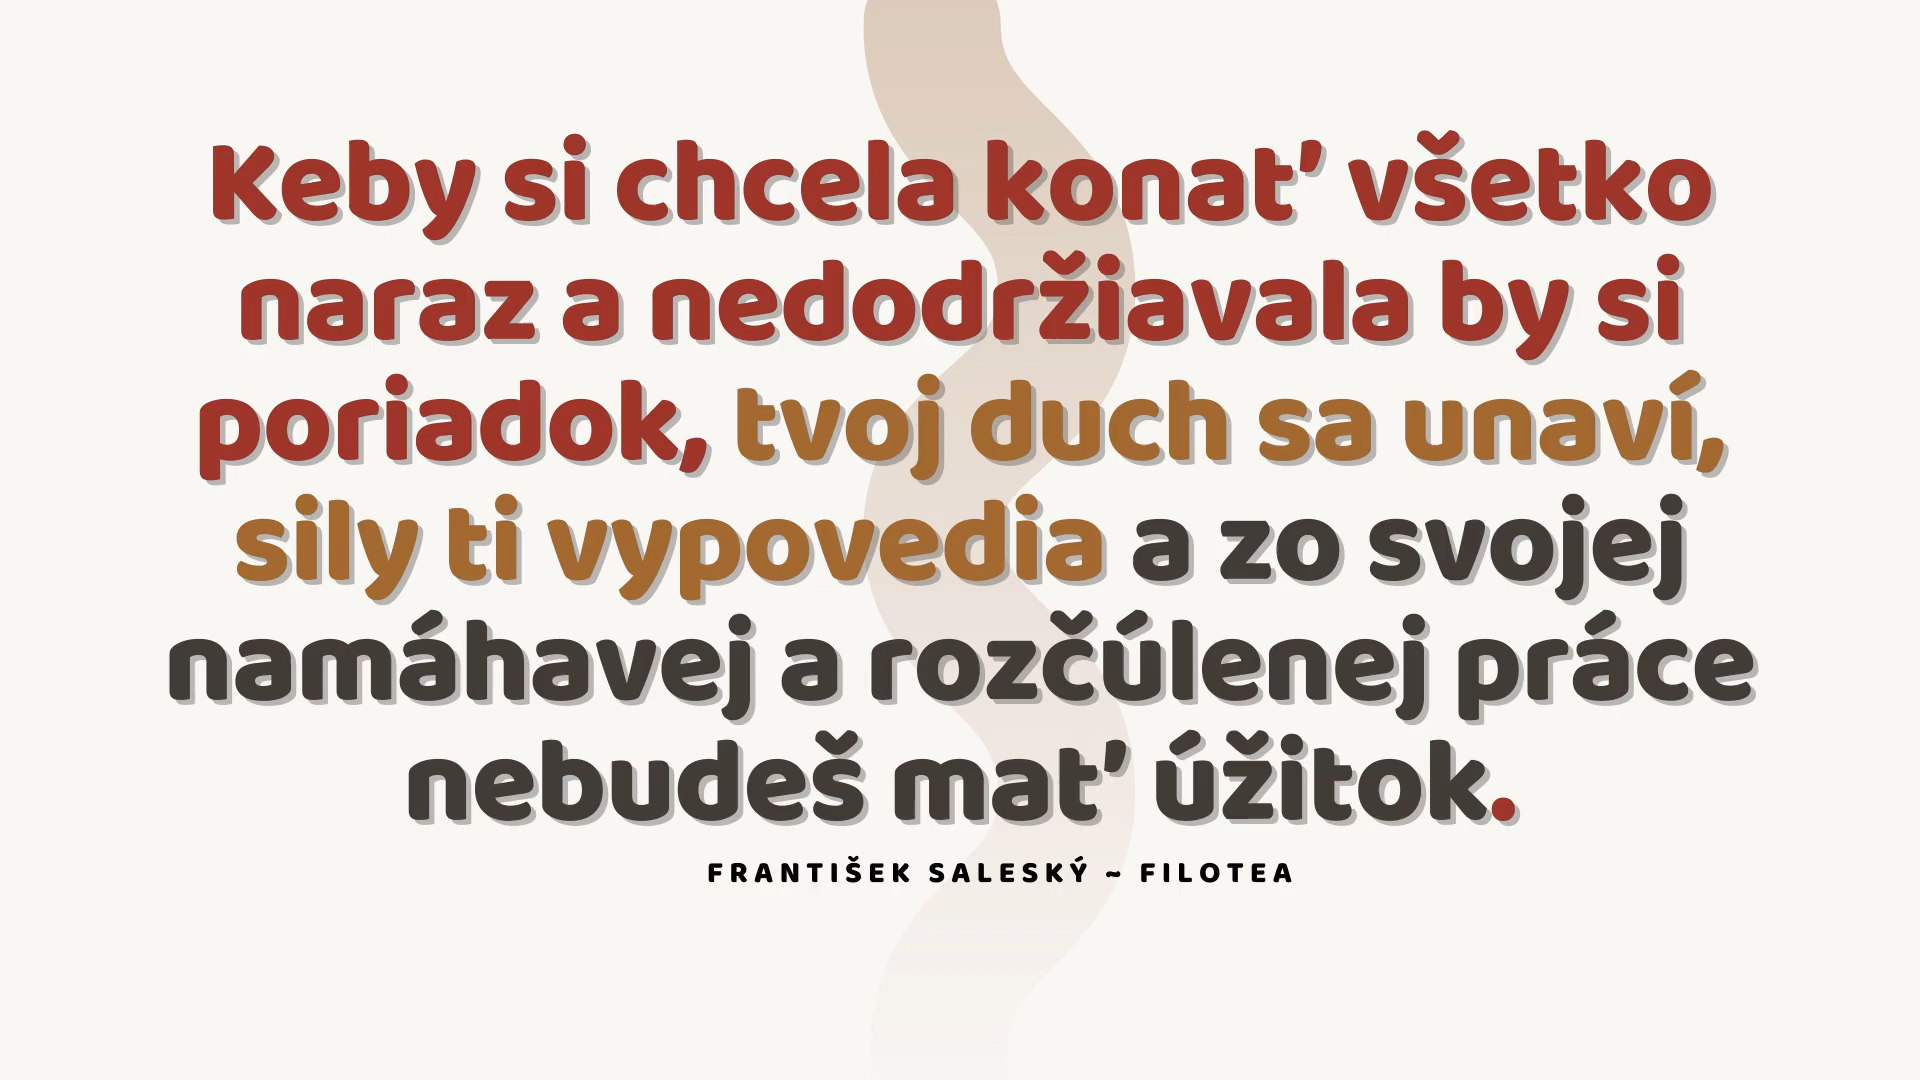 Keby si chcela konať všetko
naraz a nedodržiavala by si
poriadok, tvoj duch sa unaví,
sily ti vypovedia a zo svojej
namáhavej a rozčúlenej práce
nebudeš mať úžitok.
FRANTIŠEK SALESKÝ ~ FILOTEA